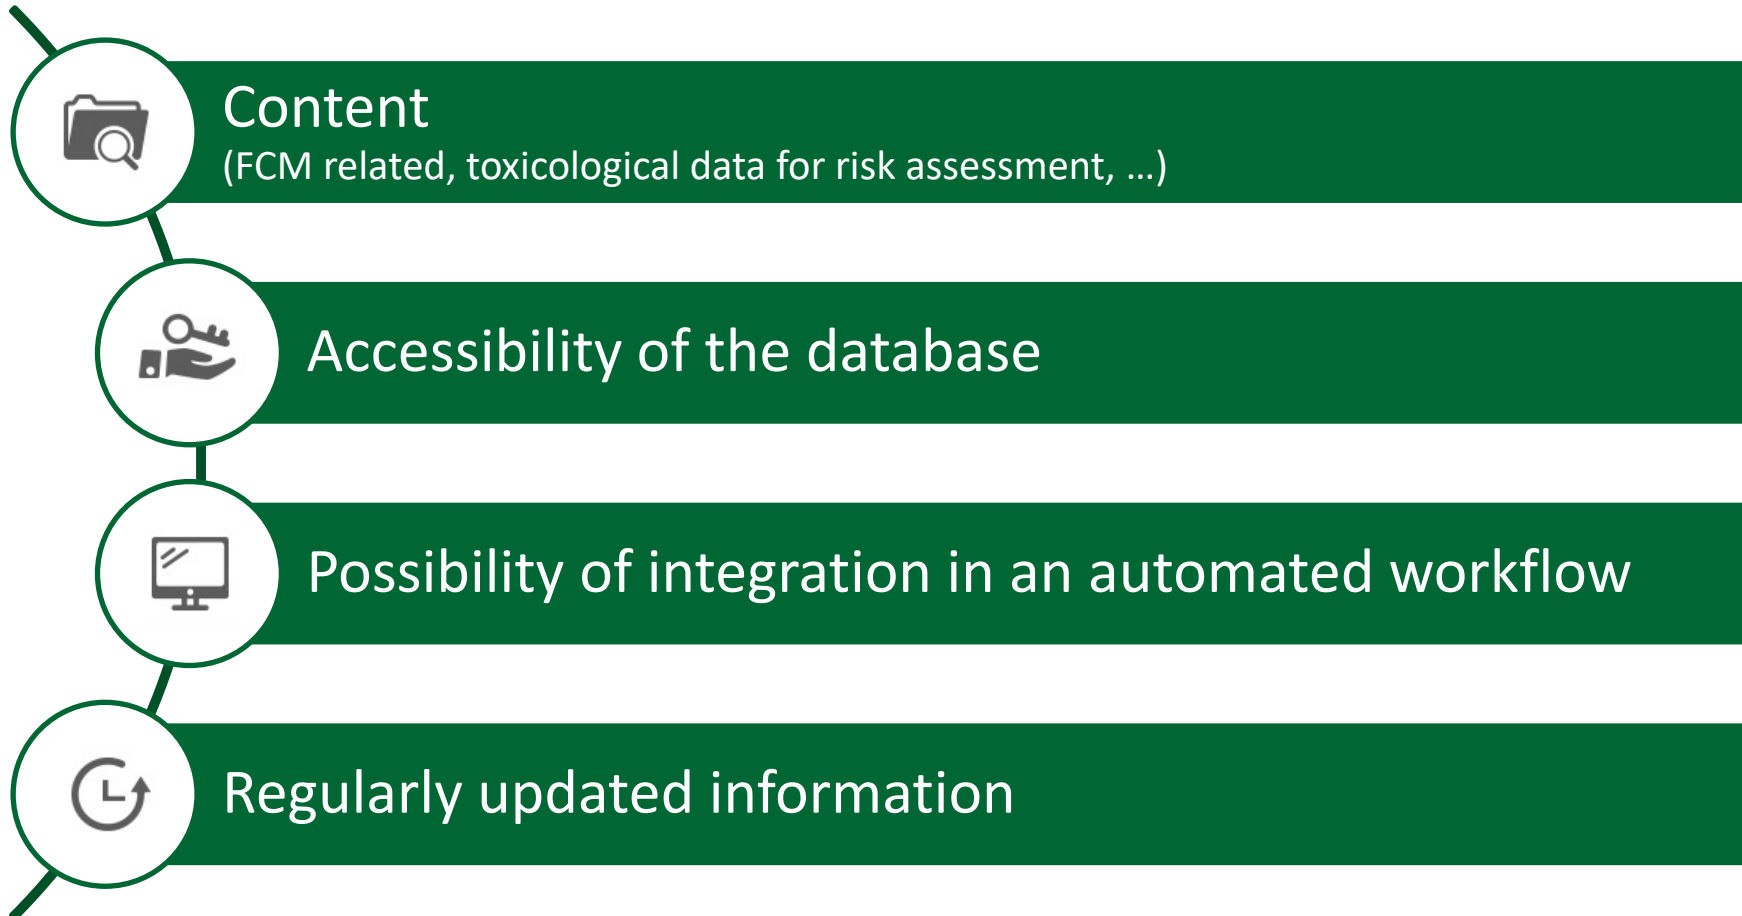 Content
(FCM related, toxicological data for risk assessment, …)
Accessibility of the database
Possibility of integration in an automated workflow
Regularly updated information